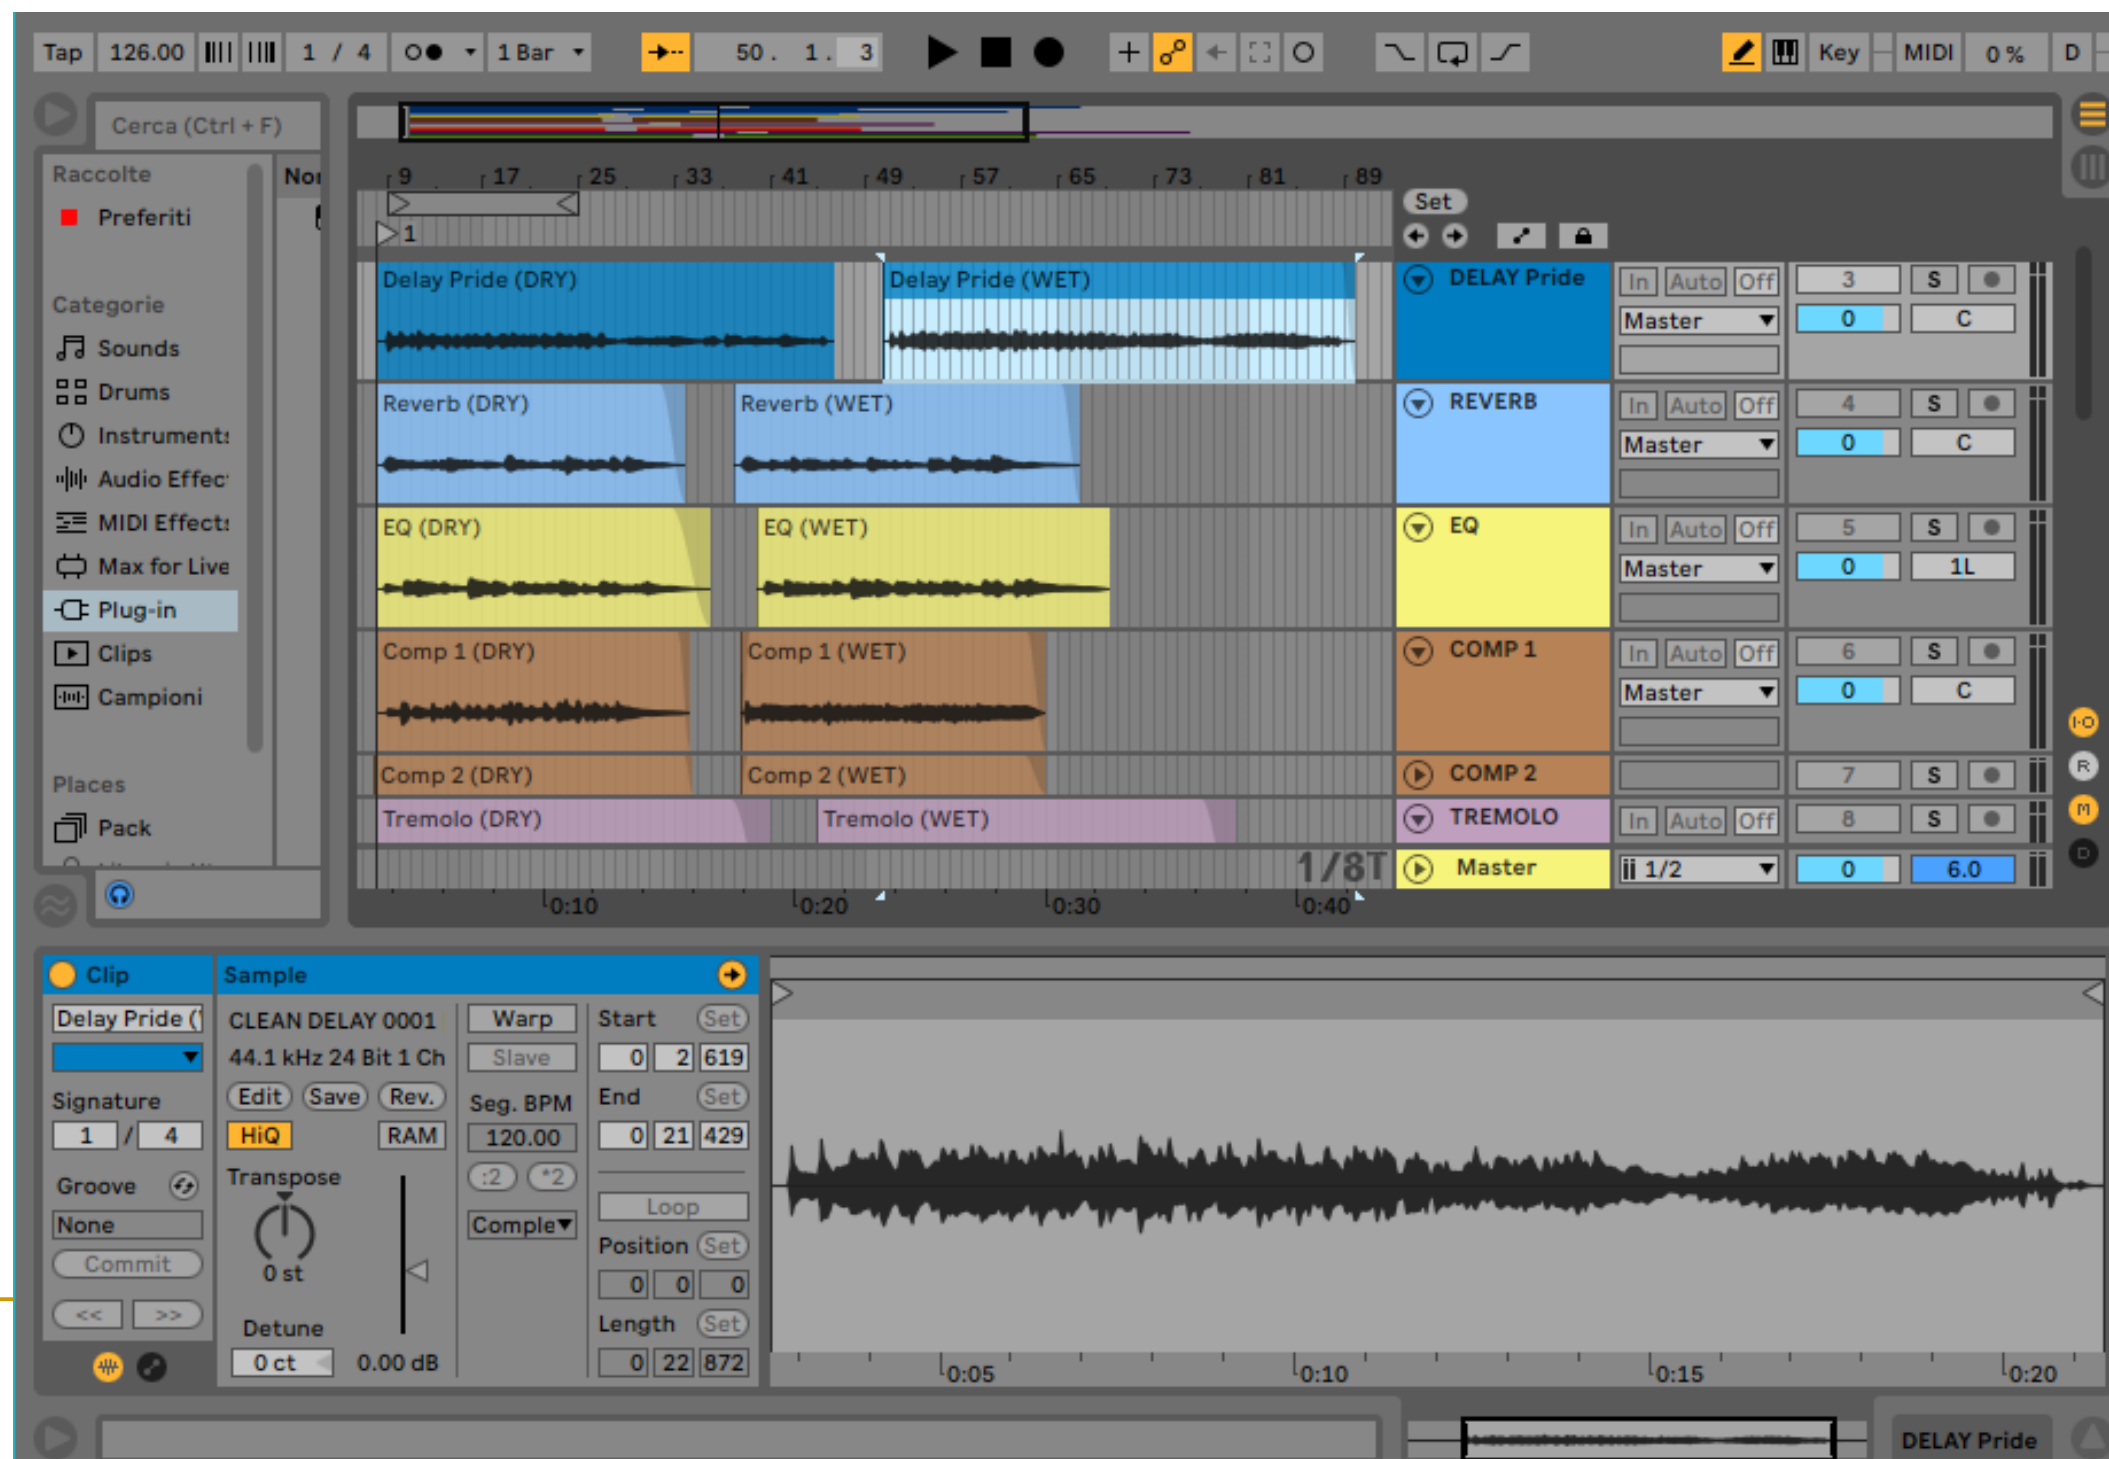 Tap 126.00 1 / 4 1 Bar 50. 1. 3 Key MIDI 0 % D
Cerca (Ctrl + F)
Raccolte
Preferiti
Categorie
Sounds
Drums
Instruments
Audio Effec
MIDI Effects
Max for Live
Plug-in
Clips
Campioni
Places
Pack
9 17 25 33 41 49 57 65 73 81 89
Set
1
Delay Pride (DRY) Delay Pride (WET) DELAY Pride In Auto Off 3 S
Master 0 C
Reverb (DRY) Reverb (WET) REVERB In Auto Off 4 S
Master 0 C
EQ (DRY) EQ (WET) EQ In Auto Off 5 S
Master 0 1L
Comp 1 (DRY) Comp 1 (WET) COMP 1 In Auto Off 6 S
Master 0 C
Comp 2 (DRY) Comp 2 (WET) COMP 2 7 S
Tremolo (DRY) Tremolo (WET) TREMOLO In Auto Off 8 S
1/8T Master 1/2 0 6.0
0:10 0:20 0:30 0:40
I-O
R
M
D
Clip
Delay Pride (
Signature
1 / 4
Groove
None
Commit
<< >>
Sample
CLEAN DELAY 0001
44.1 kHz 24 Bit 1 Ch
Edit Save Rev.
HiQ RAM
Transpose
0 st
Detune
0 ct 0.00 dB
Warp
Slave
Seg. BPM
120.00
:2 *2
Comple
Start Set
0 2 619
End Set
0 21 429
Loop
Position Set
0 0 0
Length Set
0 22 872
0:05 0:10 0:15 0:20
DELAY Pride